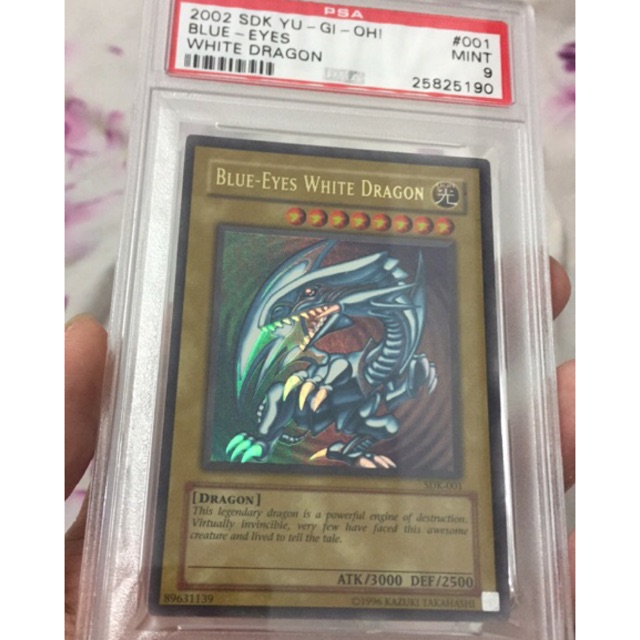 PSA
2002 SDK YU-GI-OH! #001
BLUE-EYES MINT
WHITE DRAGON 9
25825190
BLUE-EYES WHITE DRAGON
光
SDK-001
[DRAGON]
This legendary dragon is a powerful engine of destruction.
Virtually invincible, very few have faced this awesome
creature and lived to tell the tale.
ATK/3000 DEF/2500
89631139 ©1996 KAZUKI TAKAHASHI